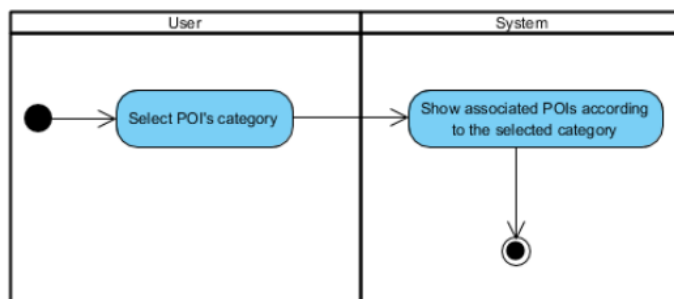 User
System
Select POI's category
Show associated POIs according
to the selected category